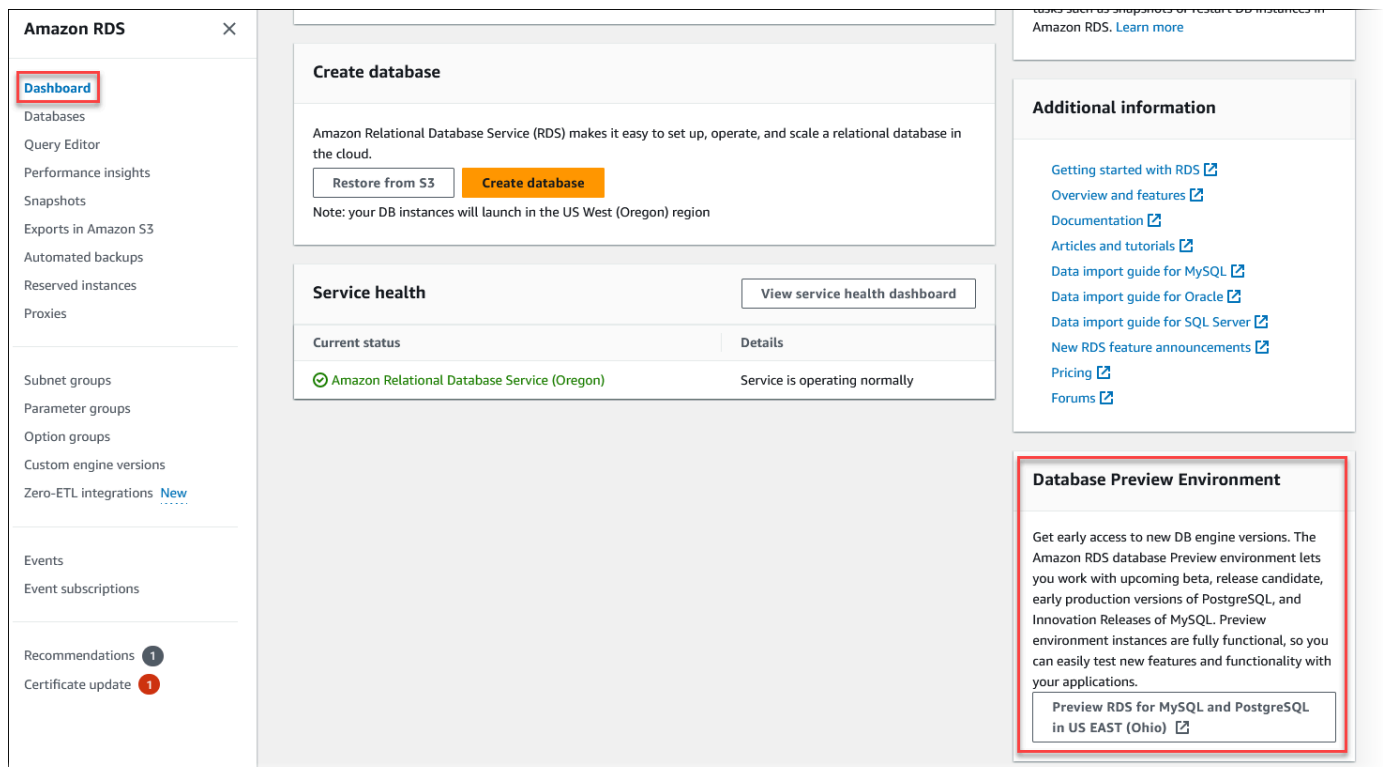 Amazon RDS
Dashboard
Databases
Query Editor
Performance insights
Snapshots
Exports in Amazon S3
Automated backups
Reserved instances
Proxies
Subnet groups
Parameter groups
Option groups
Custom engine versions
Zero-ETL integrations New
Events
Event subscriptions
Recommendations 1
Certificate update 1
Create database
Amazon Relational Database Service (RDS) makes it easy to set up, operate, and scale a relational database in
the cloud.
Restore from S3 Create database
Note: your DB instances will launch in the US West (Oregon) region
Service health View service health dashboard
Current status Details
Amazon Relational Database Service (Oregon) Service is operating normally
tasks such as snapshots or restart DB instances in
Amazon RDS. Learn more
Additional information
Getting started with RDS
Overview and features
Documentation
Articles and tutorials
Data import guide for MySQL
Data import guide for Oracle
Data import guide for SQL Server
New RDS feature announcements
Pricing
Forums
Database Preview Environment
Get early access to new DB engine versions. The
Amazon RDS database Preview environment lets
you work with upcoming beta, release candidate,
early production versions of PostgreSQL, and
Innovation Releases of MySQL. Preview
environment instances are fully functional, so you
can easily test new features and functionality with
your applications.
Preview RDS for MySQL and PostgreSQL
in US EAST (Ohio)